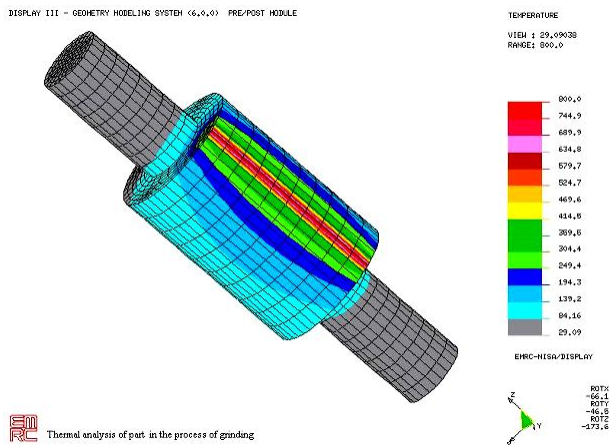 DISPLAY III - GEOMETRY MODELING SYSTEM (6.0.0) PRE/POST MODULE
TEMPERATURE
VIEW : 29.09038
RANGE: 800.0
800.0
744.9
689.9
634.8
579.7
524.7
469.6
414.5
359.5
304.4
249.4
194.3
139.2
84.16
29.09
EMRC-NISA/DISPLAY
ROTX
-66.1
ROTY
-46.8
ROTZ
-173.6
Z
Y
EMRC
Thermal analysis of part in the process of grinding